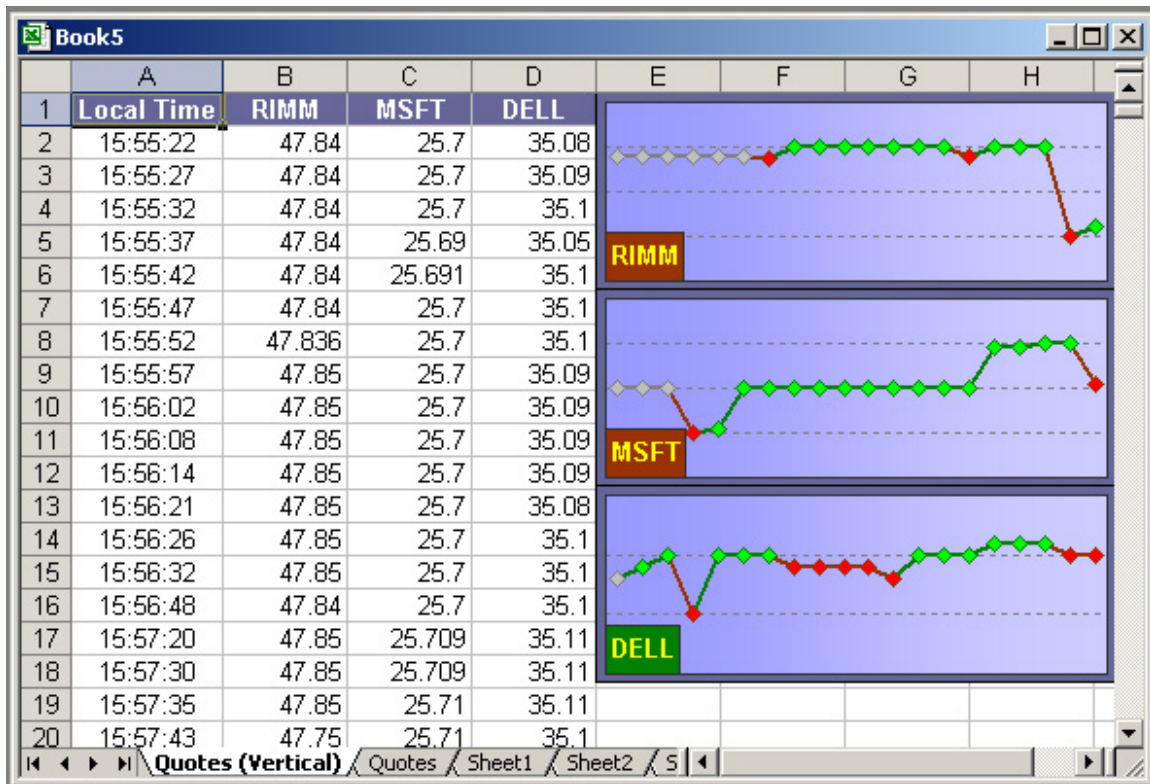 Book5
A B C D E F G H
1 Local Time RIMM MSFT DELL
2 15:55:22 47.84 25.7 35.08
3 15:55:27 47.84 25.7 35.09
4 15:55:32 47.84 25.7 35.1
5 15:55:37 47.84 25.69 35.05
6 15:55:42 47.84 25.691 35.1
7 15:55:47 47.84 25.7 35.1
8 15:55:52 47.836 25.7 35.1
9 15:55:57 47.85 25.7 35.09
10 15:56:02 47.85 25.7 35.09
11 15:56:08 47.85 25.7 35.09
12 15:56:14 47.85 25.7 35.09
13 15:56:21 47.85 25.7 35.08
14 15:56:26 47.85 25.7 35.1
15 15:56:32 47.85 25.7 35.1
16 15:56:48 47.84 25.7 35.1
17 15:57:20 47.85 25.709 35.11
18 15:57:30 47.85 25.709 35.11
19 15:57:35 47.85 25.71 35.11
20 15:57:43 47.75 25.71 35.1
RIMM
MSFT
DELL
Quotes (Vertical) Quotes Sheet1 Sheet2 S